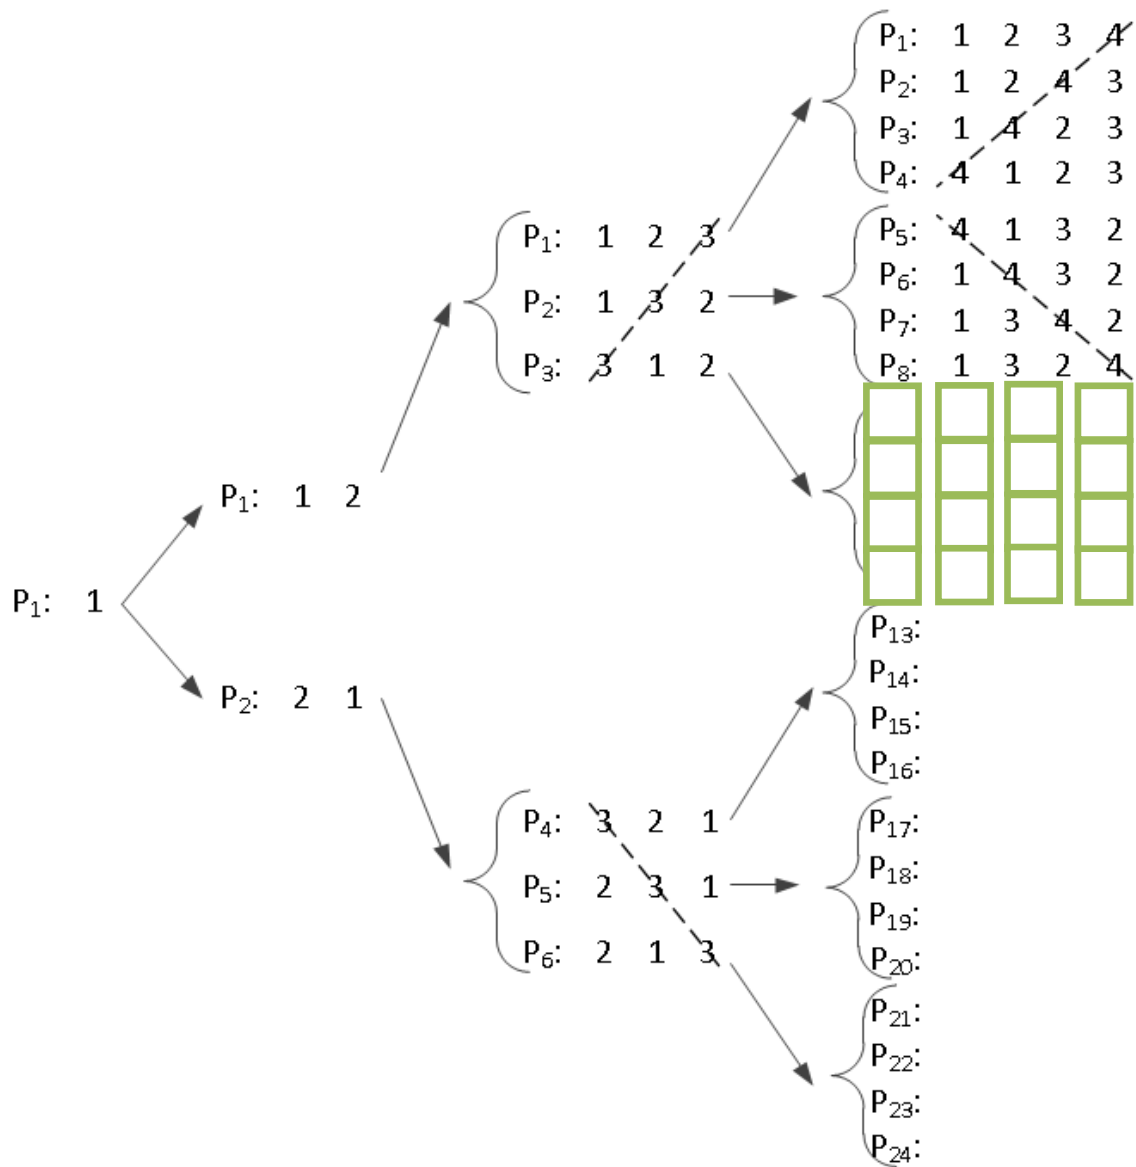 P1: 1 2 3 4
P2: 1 2 4 3
P3: 1 4 2 3
P4: 4 1 2 3
P5: 4 1 3 2
P6: 1 4 3 2
P7: 1 3 4 2
P8: 1 3 2 4
P1: 1 2 3
P2: 1 3 2
P3: 3 1 2
P1: 1 2
P1: 1
P2: 2 1
P4: 3 2 1
P5: 2 3 1
P6: 2 1 3
P13:
P14:
P15:
P16:
P17:
P18:
P19:
P20:
P21:
P22:
P23:
P24: